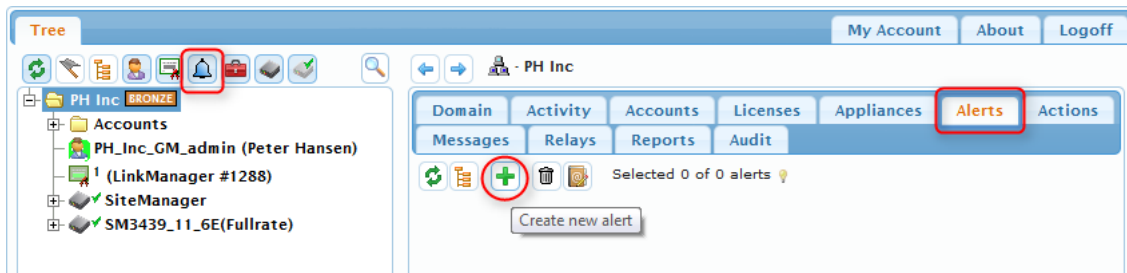 Tree
My Account About Logoff
- PH Inc
PH Inc BRONZE
Accounts
PH_Inc_GM_admin (Peter Hansen)
1 (LinkManager #1288)
SiteManager
SM3439_11_6E(Fullrate)
Domain Activity Accounts Licenses Appliances Alerts Actions
Messages Relays Reports Audit
Selected 0 of 0 alerts
Create new alert